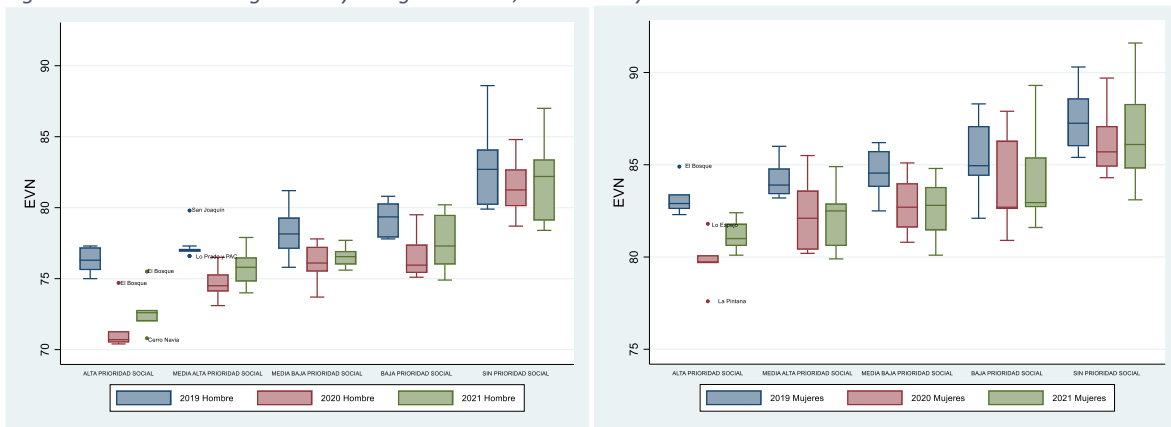 90
85
80
75
70
EVN
San Joaquín
Lo Prado y PAC
El Bosque
El Bosque
Cerro Navia
ALTA PRIORIDAD SOCIAL
MEDIA ALTA PRIORIDAD SOCIAL
MEDIA BAJA PRIORIDAD SOCIAL
BAJA PRIORIDAD SOCIAL
SIN PRIORIDAD SOCIAL
2019 Hombre
2020 Hombre
2021 Hombre
90
85
80
75
EVN
El Bosque
Lo Espejo
La Pintana
ALTA PRIORIDAD SOCIAL
MEDIA ALTA PRIORIDAD SOCIAL
MEDIA BAJA PRIORIDAD SOCIAL
BAJA PRIORIDAD SOCIAL
SIN PRIORIDAD SOCIAL
2019 Mujeres
2020 Mujeres
2021 Mujeres